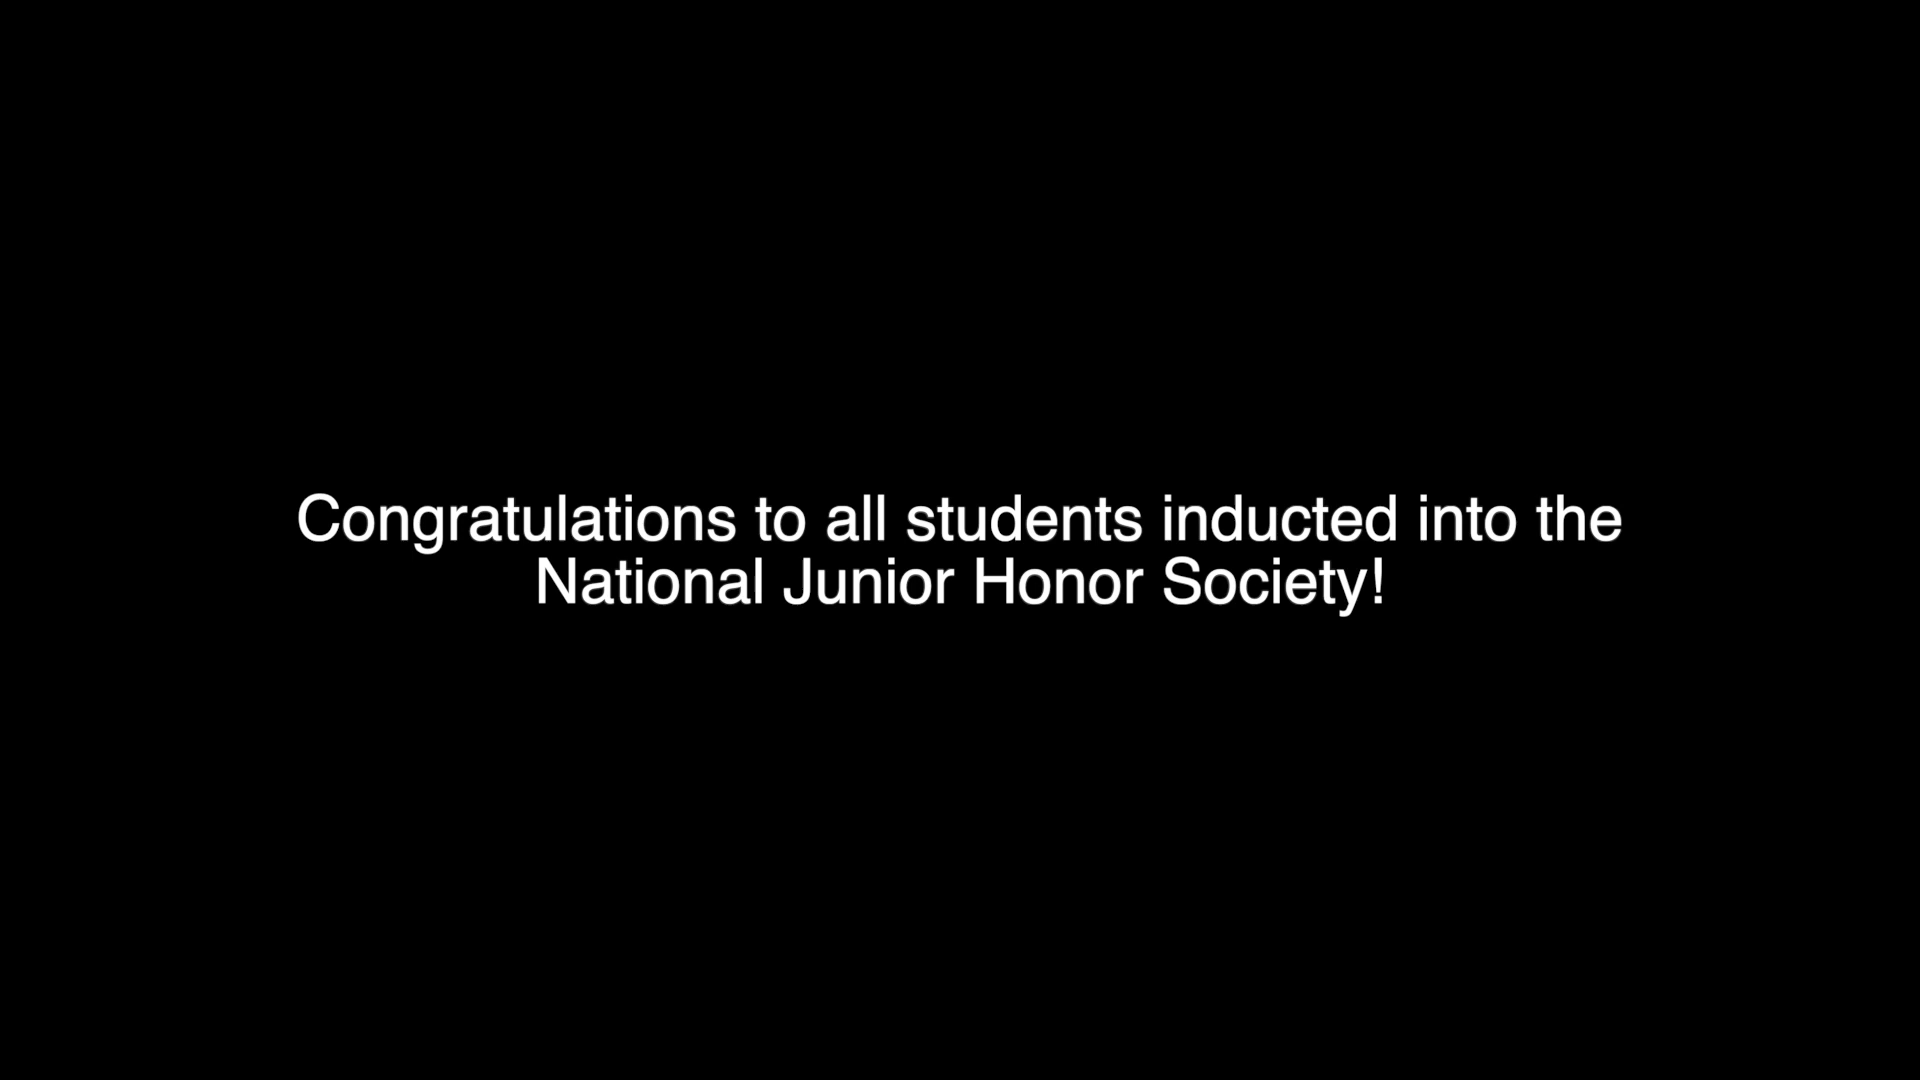 Congratulations to all students inducted into the
National Junior Honor Society!